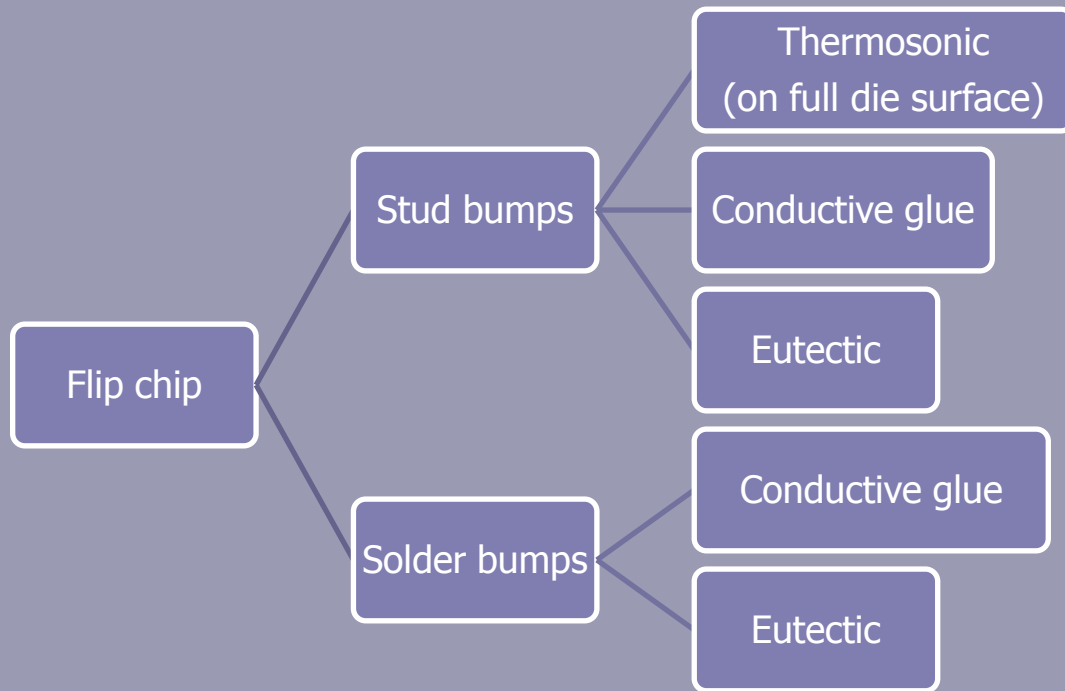 Flip chip
Stud bumps
Thermosonic
(on full die surface)
Conductive glue
Eutectic
Solder bumps
Conductive glue
Eutectic